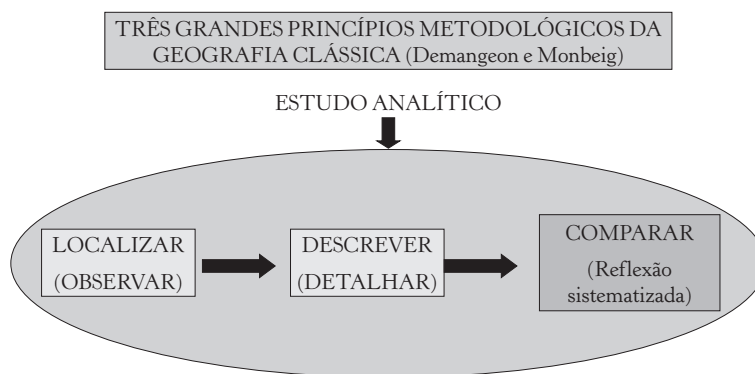 TRÊS GRANDES PRINCÍPIOS METODOLÓGICOS DA
GEOGRAFIA CLÁSSICA (Demangeon e Monbeig)
ESTUDO ANALÍTICO
LOCALIZAR
(OBSERVAR)
DESCREVER
(DETALHAR)
COMPARAR
(Reflexão
sistematizada)